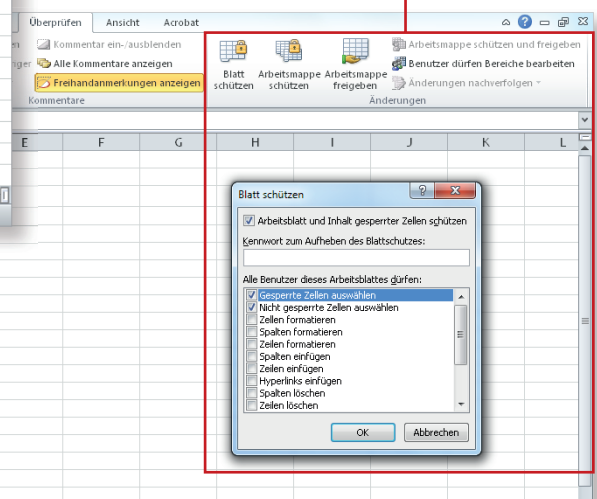 Überprüfen Ansicht Acrobat
Kommentar ein-/ausblenden
Alle Kommentare anzeigen
Freihandanmerkungen anzeigen
Kommentare
Blatt schützen
Arbeitsmappe schützen
Arbeitsmappe freigeben
Arbeitsmappe schützen und freigeben
Benutzer dürfen Bereiche bearbeiten
Änderungen nachverfolgen
Änderungen
E F G H I J K L
Blatt schützen
Arbeitsblatt und Inhalt gesperrter Zellen schützen
Kennwort zum Aufheben des Blattschutzes:
Alle Benutzer dieses Arbeitsblattes dürfen:
Gesperrte Zellen auswählen
Nicht gesperrte Zellen auswählen
Zellen formatieren
Spalten formatieren
Zeilen formatieren
Spalten einfügen
Zeilen einfügen
Hyperlinks einfügen
Spalten löschen
Zeilen löschen
OK Abbrechen